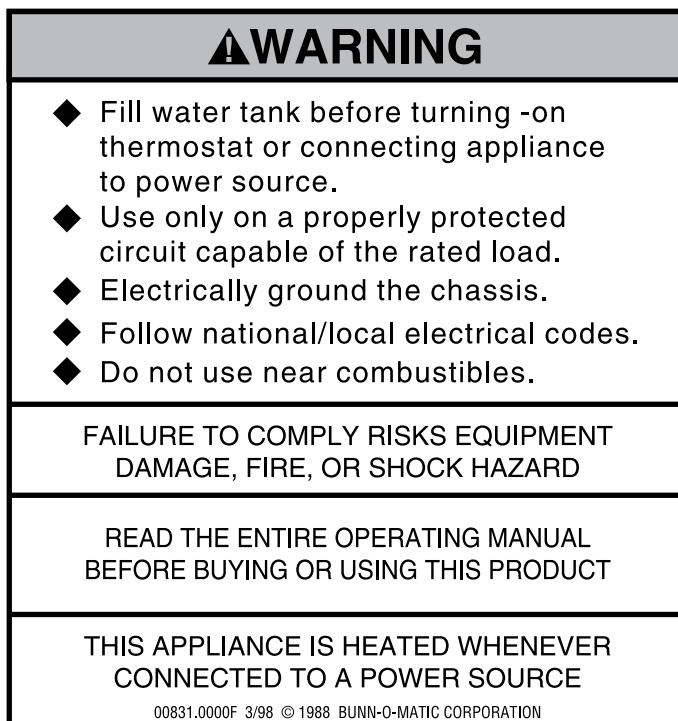 WARNING
◆ Fill water tank before turning -on
thermostat or connecting appliance
to power source.
◆ Use only on a properly protected
circuit capable of the rated load.
◆ Electrically ground the chassis.
◆ Follow national/local electrical codes.
◆ Do not use near combustibles.
FAILURE TO COMPLY RISKS EQUIPMENT
DAMAGE, FIRE, OR SHOCK HAZARD
READ THE ENTIRE OPERATING MANUAL
BEFORE BUYING OR USING THIS PRODUCT
THIS APPLIANCE IS HEATED WHENEVER
CONNECTED TO A POWER SOURCE
00831.0000F 3/98 © 1988 BUNN-O-MATIC CORPORATION